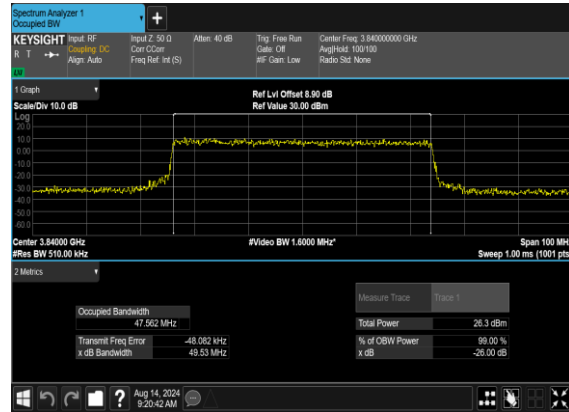 Spectrum Analyzer 1
Occupied BW
KEYSIGHT Input: RF Input Z: 50 Ω Atten: 40 dB Trig: Free Run Center Freq: 3.840000000 GHz
R T Coupling: DC Corr CCorr Gate: Off Avg|Hold: 100/100
Align: Auto Freq Ref: Int (S) #IF Gain: Low Radio Std: None
LW
1 Graph
Ref Lvl Offset 8.90 dB
Scale/Div 10.0 dB Ref Value 30.00 dBm
Log
20.0
10.0
0.00
-10.0
-20.0
-30.0
-40.0
-50.0
-60.0
Center 3.84000 GHz #Video BW 1.6000 MHz* Span 100 MH
#Res BW 510.00 kHz Sweep 1.00 ms (1001 pts
2 Metrics
Measure Trace Trace 1
Occupied Bandwidth
47.562 MHz
Total Power 26.3 dBm
Transmit Freq Error -48.082 kHz % of OBW Power 99.00 %
x dB Bandwidth 49.53 MHz x dB -26.00 dB
Aug 14, 2024
9:20:42 AM